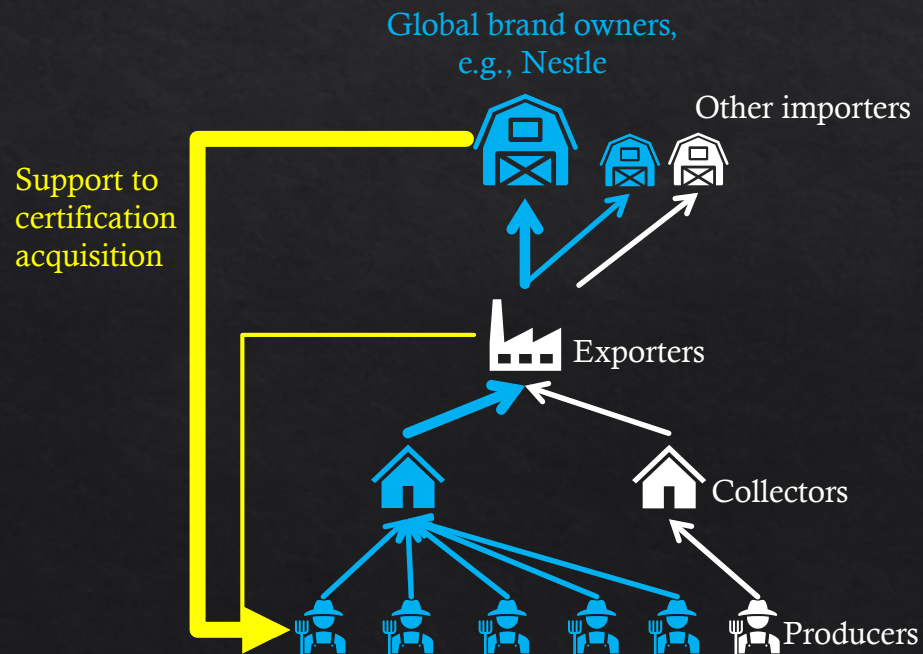 Global brand owners,
e.g., Nestle
Other importers
Support to
certification
acquisition
Exporters
Collectors
Producers